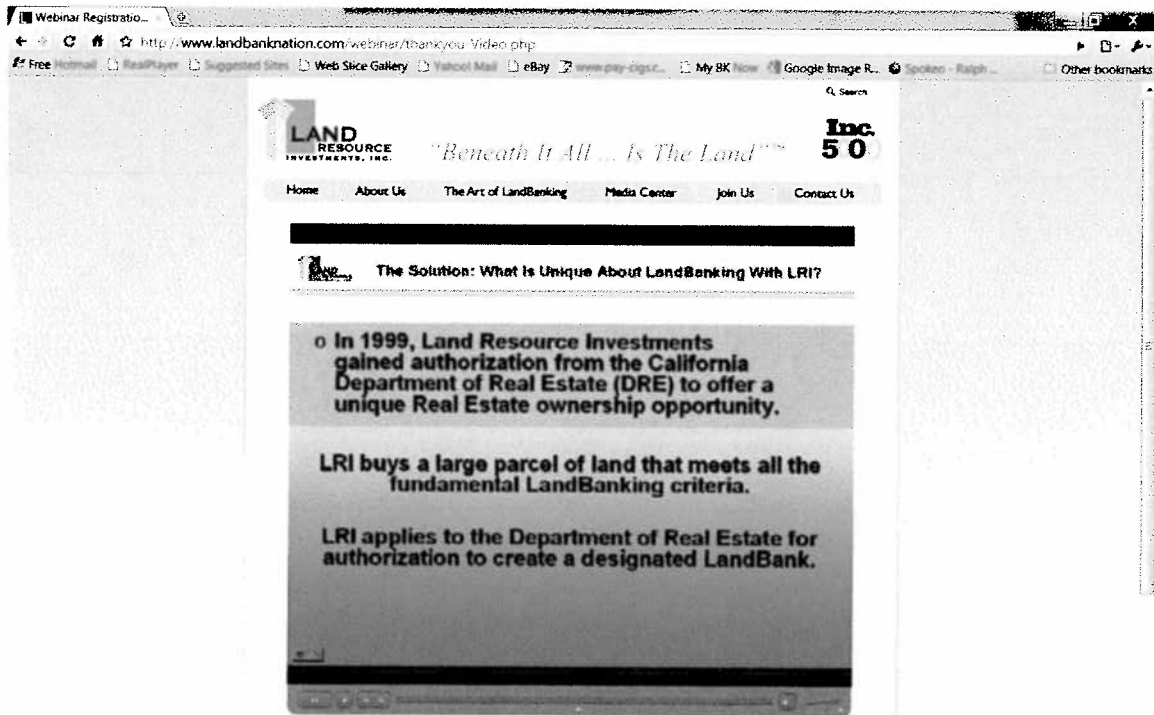 Webinar Registratio...
http://www.landbanknation.com/webinar/thankyou_Video.php
Free Hotmail RealPlayer Suggested Sites Web Slice Gallery Yahoo! Mail eBay My BK Now Google Image R... Spokeo - Ralph ... Other bookmarks
Search
LAND
RESOURCE
INVESTMENTS, INC.
"Beneath It All ... Is The Land"™
Inc.
50
Home About Us The Art of LandBanking Media Center Join Us Contact Us
The Solution: What Is Unique About LandBanking With LRI?
o In 1999, Land Resource Investments
gained authorization from the California
Department of Real Estate (DRE) to offer a
unique Real Estate ownership opportunity.
LRI buys a large parcel of land that meets all the
fundamental LandBanking criteria.
LRI applies to the Department of Real Estate for
authorization to create a designated LandBank.